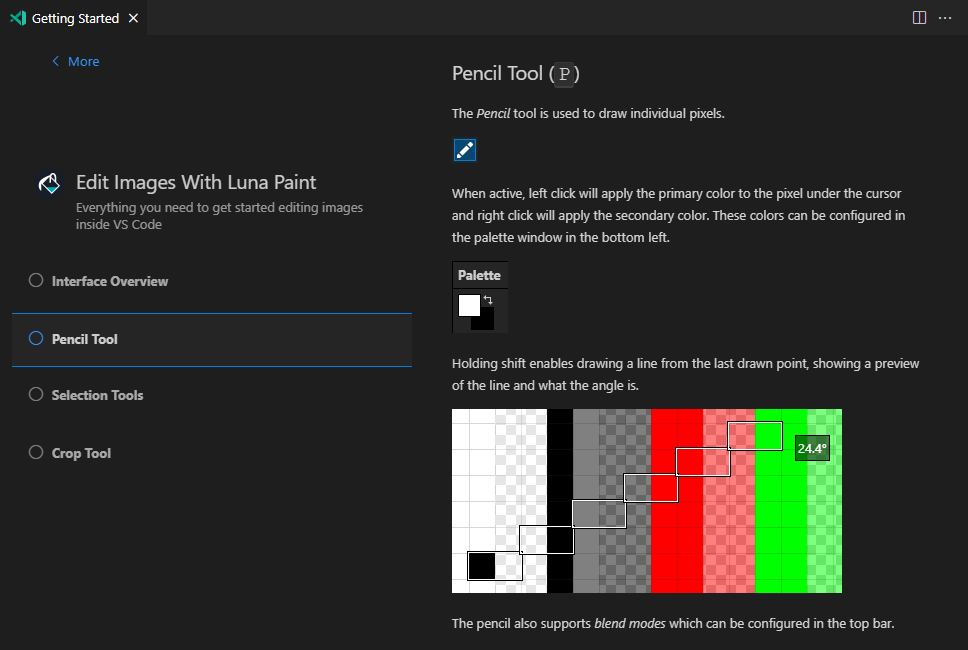 Getting Started
More
Edit Images With Luna Paint
Everything you need to get started editing images
inside VS Code
Interface Overview
Pencil Tool
Selection Tools
Crop Tool
Pencil Tool (P)
The Pencil tool is used to draw individual pixels.
When active, left click will apply the primary color to the pixel under the cursor
and right click will apply the secondary color. These colors can be configured in
the palette window in the bottom left.
Palette
Holding shift enables drawing a line from the last drawn point, showing a preview
of the line and what the angle is.
24.4°
The pencil also supports blend modes which can be configured in the top bar.